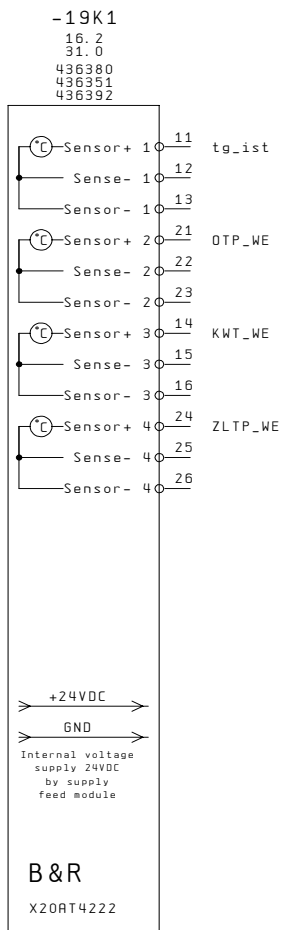 -19K1
16.2
31.0
436380
436351
436392
°C Sensor+ 1 11 tg_ist
Sense- 1 12
Sensor- 1 13
°C Sensor+ 2 21 OTP_WE
Sense- 2 22
Sensor- 2 23
°C Sensor+ 3 14 KWT_WE
Sense- 3 15
Sensor- 3 16
°C Sensor+ 4 24 ZLTP_WE
Sense- 4 25
Sensor- 4 26
+24VDC
GND
Internal voltage
supply 24VDC
by supply
feed module
B&R
X20AT4222